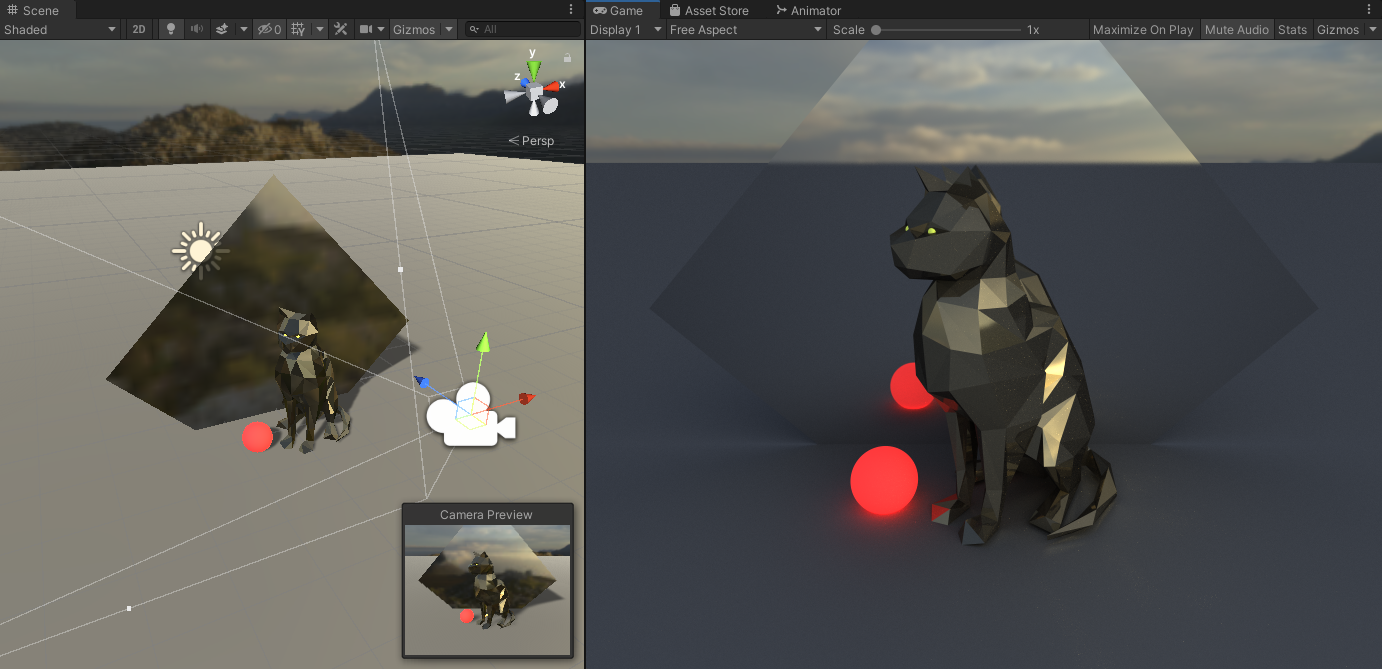 Scene
Shaded 2D 0 Gizmos All
y
z
x
Persp
Camera Preview
Game Asset Store Animator
Display 1 Free Aspect Scale 1x Maximize On Play Mute Audio Stats Gizmos